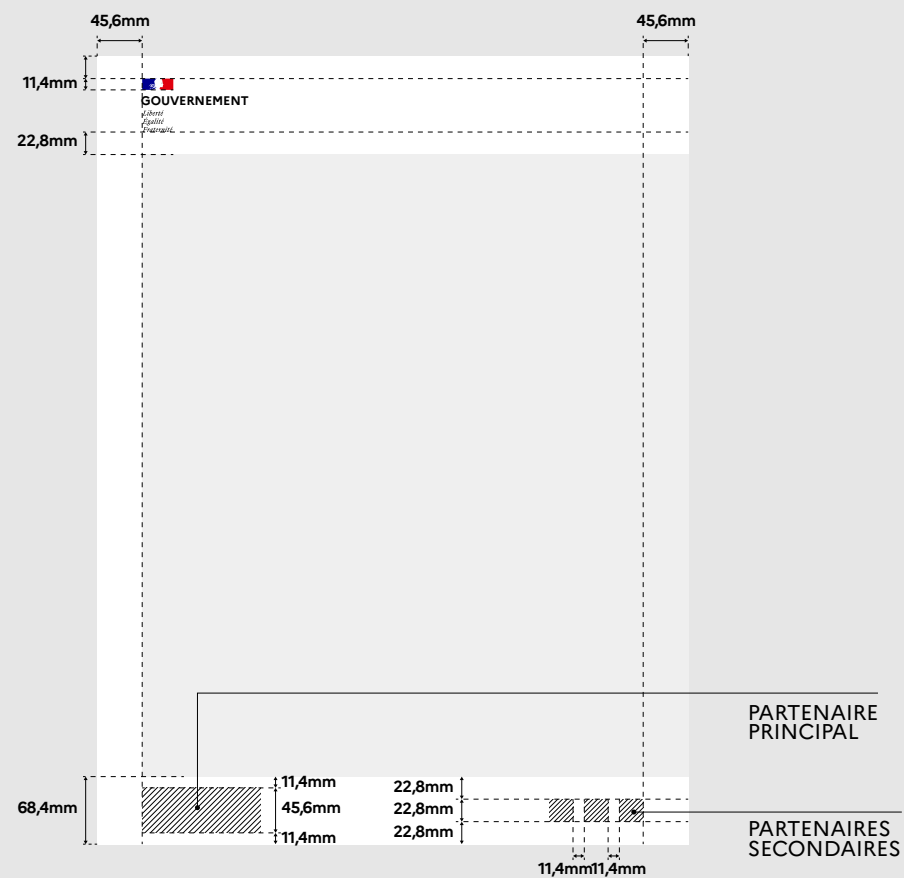 45,6mm 45,6mm
11,4mm
GOUVERNEMENT
Liberté
Égalité
Fraternité
22,8mm
PARTENAIRE
PRINCIPAL
68,4mm
11,4mm
45,6mm
11,4mm
22,8mm
22,8mm
22,8mm
PARTENAIRES
SECONDAIRES
11,4mm 11,4mm